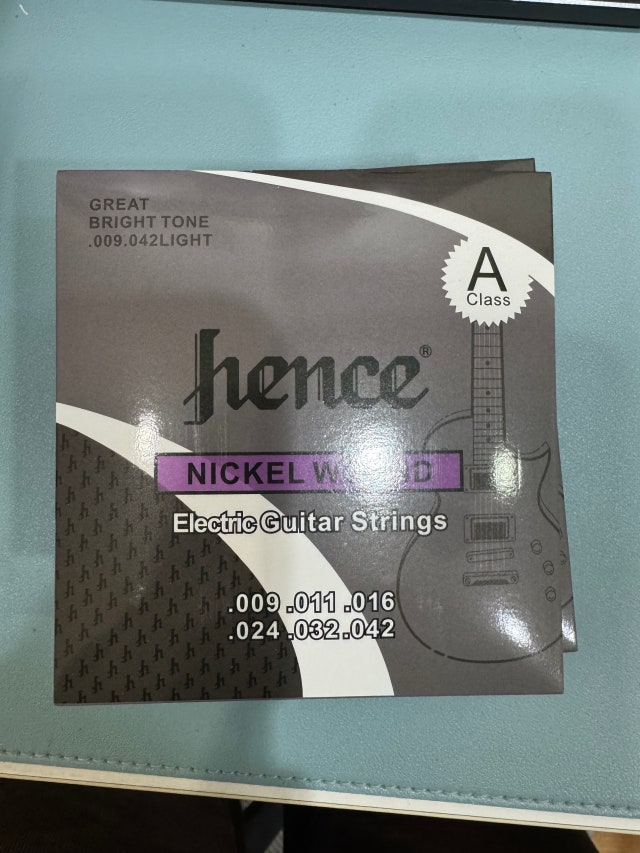 GREAT
BRIGHT TONE
.009.042LIGHT
A
Class
hence®
NICKEL
Electric Guitar Strings
.009 .011 .016
.024 .032.042